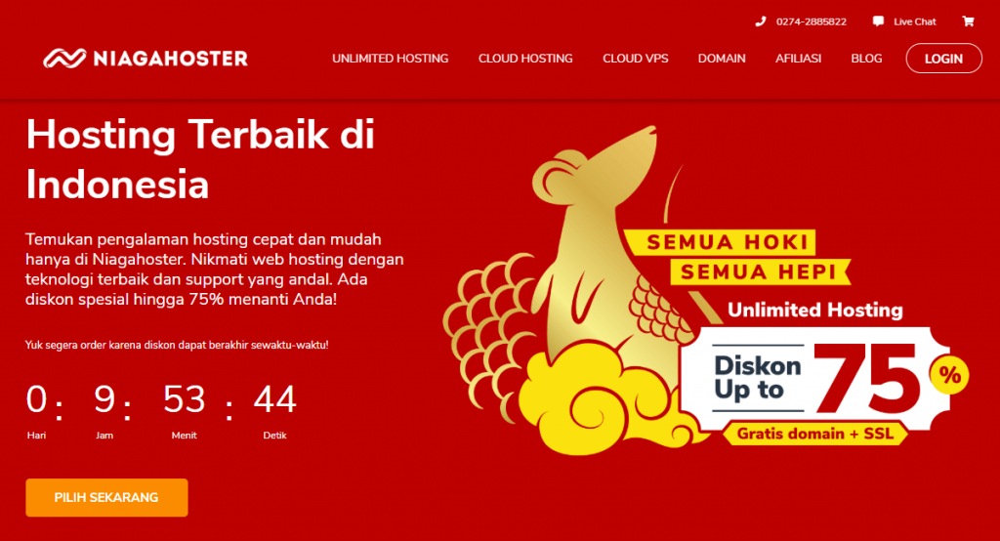 0274-2885822 Live Chat
NIAGAHOSTER UNLIMITED HOSTING CLOUD HOSTING CLOUD VPS DOMAIN AFILIASI BLOG LOGIN
Hosting Terbaik di
Indonesia
Temukan pengalaman hosting cepat dan mudah
hanya di Niagahoster. Nikmati web hosting dengan
teknologi terbaik dan support yang andal. Ada
diskon spesial hingga 75% menanti Anda!
Yuk segera order karena diskon dapat berakhir sewaktu-waktu!
0 : 9 : 53 : 44
Hari Jam Menit Detik
PILIH SEKARANG
SEMUA HOKI
SEMUA HEPI
Unlimited Hosting
Diskon
Up to
75 %
Gratis domain + SSL